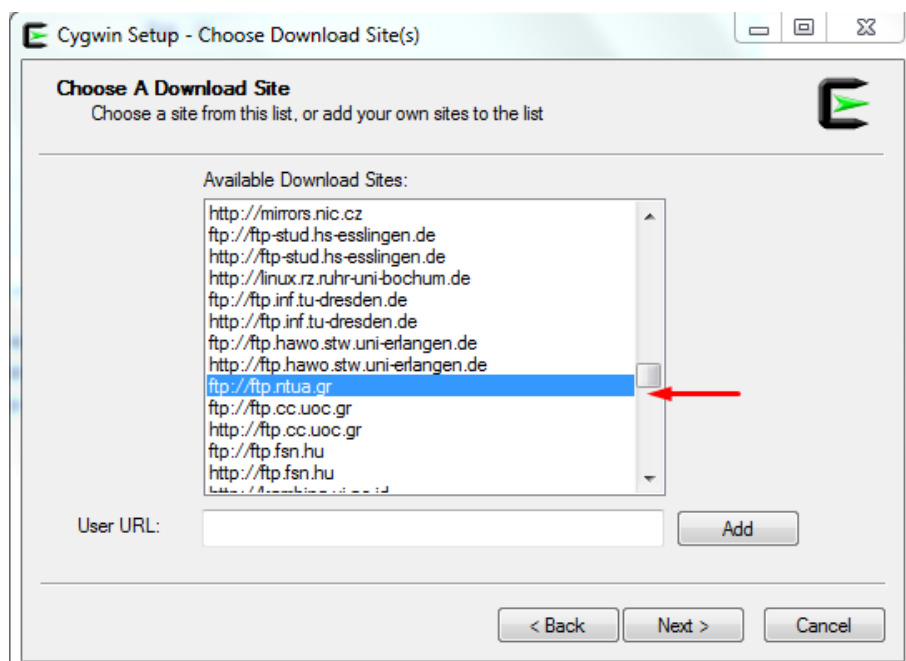 Cygwin Setup - Choose Download Site(s)
Choose A Download Site
Choose a site from this list, or add your own sites to the list
Available Download Sites:
http://mirrors.nic.cz
ftp://ftp-stud.hs-esslingen.de
http://ftp-stud.hs-esslingen.de
http://linux.rz.ruhr-uni-bochum.de
ftp://ftp.inf.tu-dresden.de
http://ftp.inf.tu-dresden.de
ftp://ftp.hawo.stw.uni-erlangen.de
http://ftp.hawo.stw.uni-erlangen.de
ftp://ftp.ntua.gr
ftp://ftp.cc.uoc.gr
http://ftp.cc.uoc.gr
ftp://ftp.fsn.hu
http://ftp.fsn.hu
User URL:
Add
< Back
Next >
Cancel